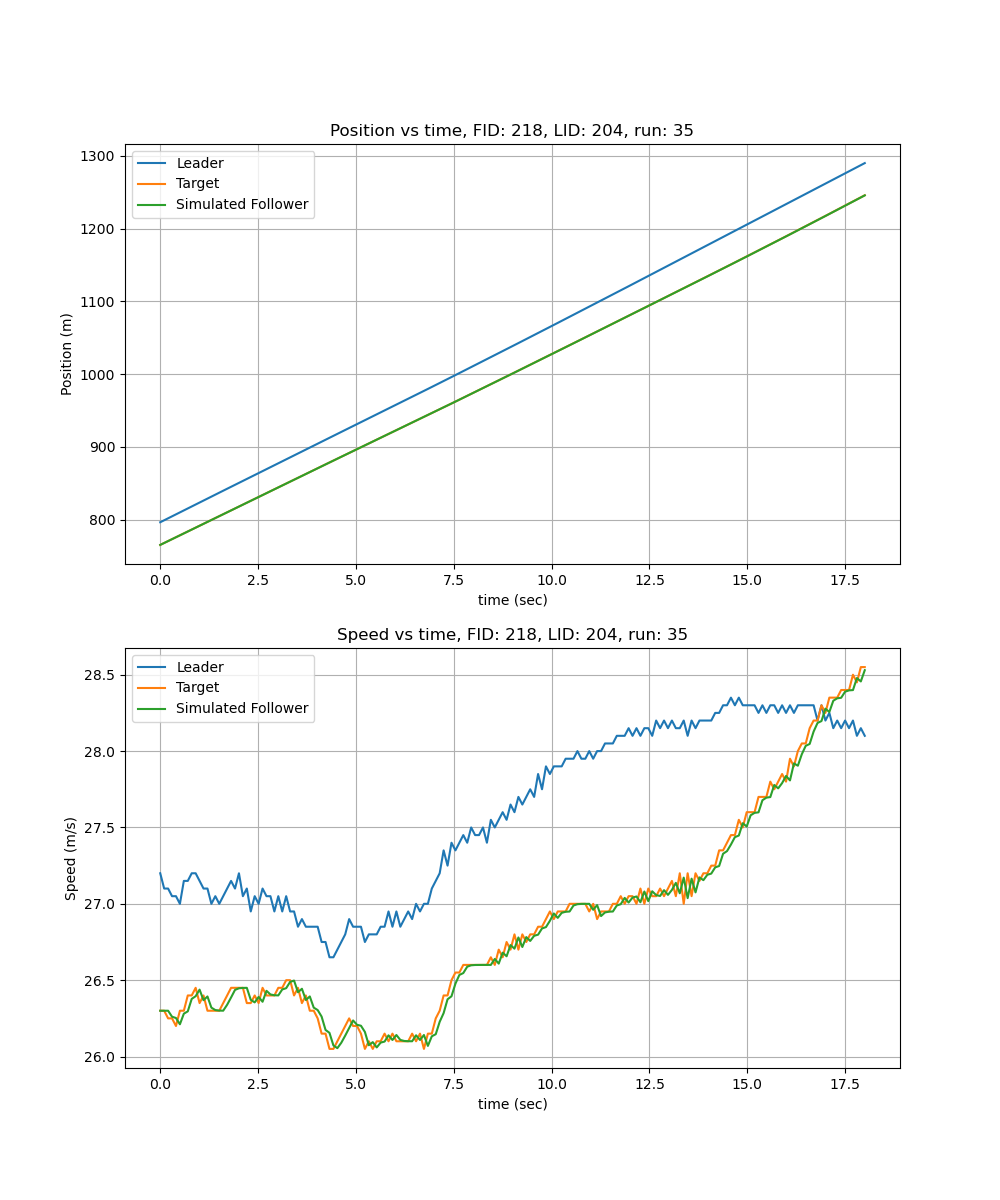 Position vs time, FID: 218, LID: 204, run: 35
Leader
Target
Simulated Follower
Position (m)
1300
1200
1100
1000
900
800
0.0 2.5 5.0 7.5 10.0 12.5 15.0 17.5
time (sec)
Speed vs time, FID: 218, LID: 204, run: 35
Leader
Target
Simulated Follower
Speed (m/s)
28.5
28.0
27.5
27.0
26.5
26.0
0.0 2.5 5.0 7.5 10.0 12.5 15.0 17.5
time (sec)